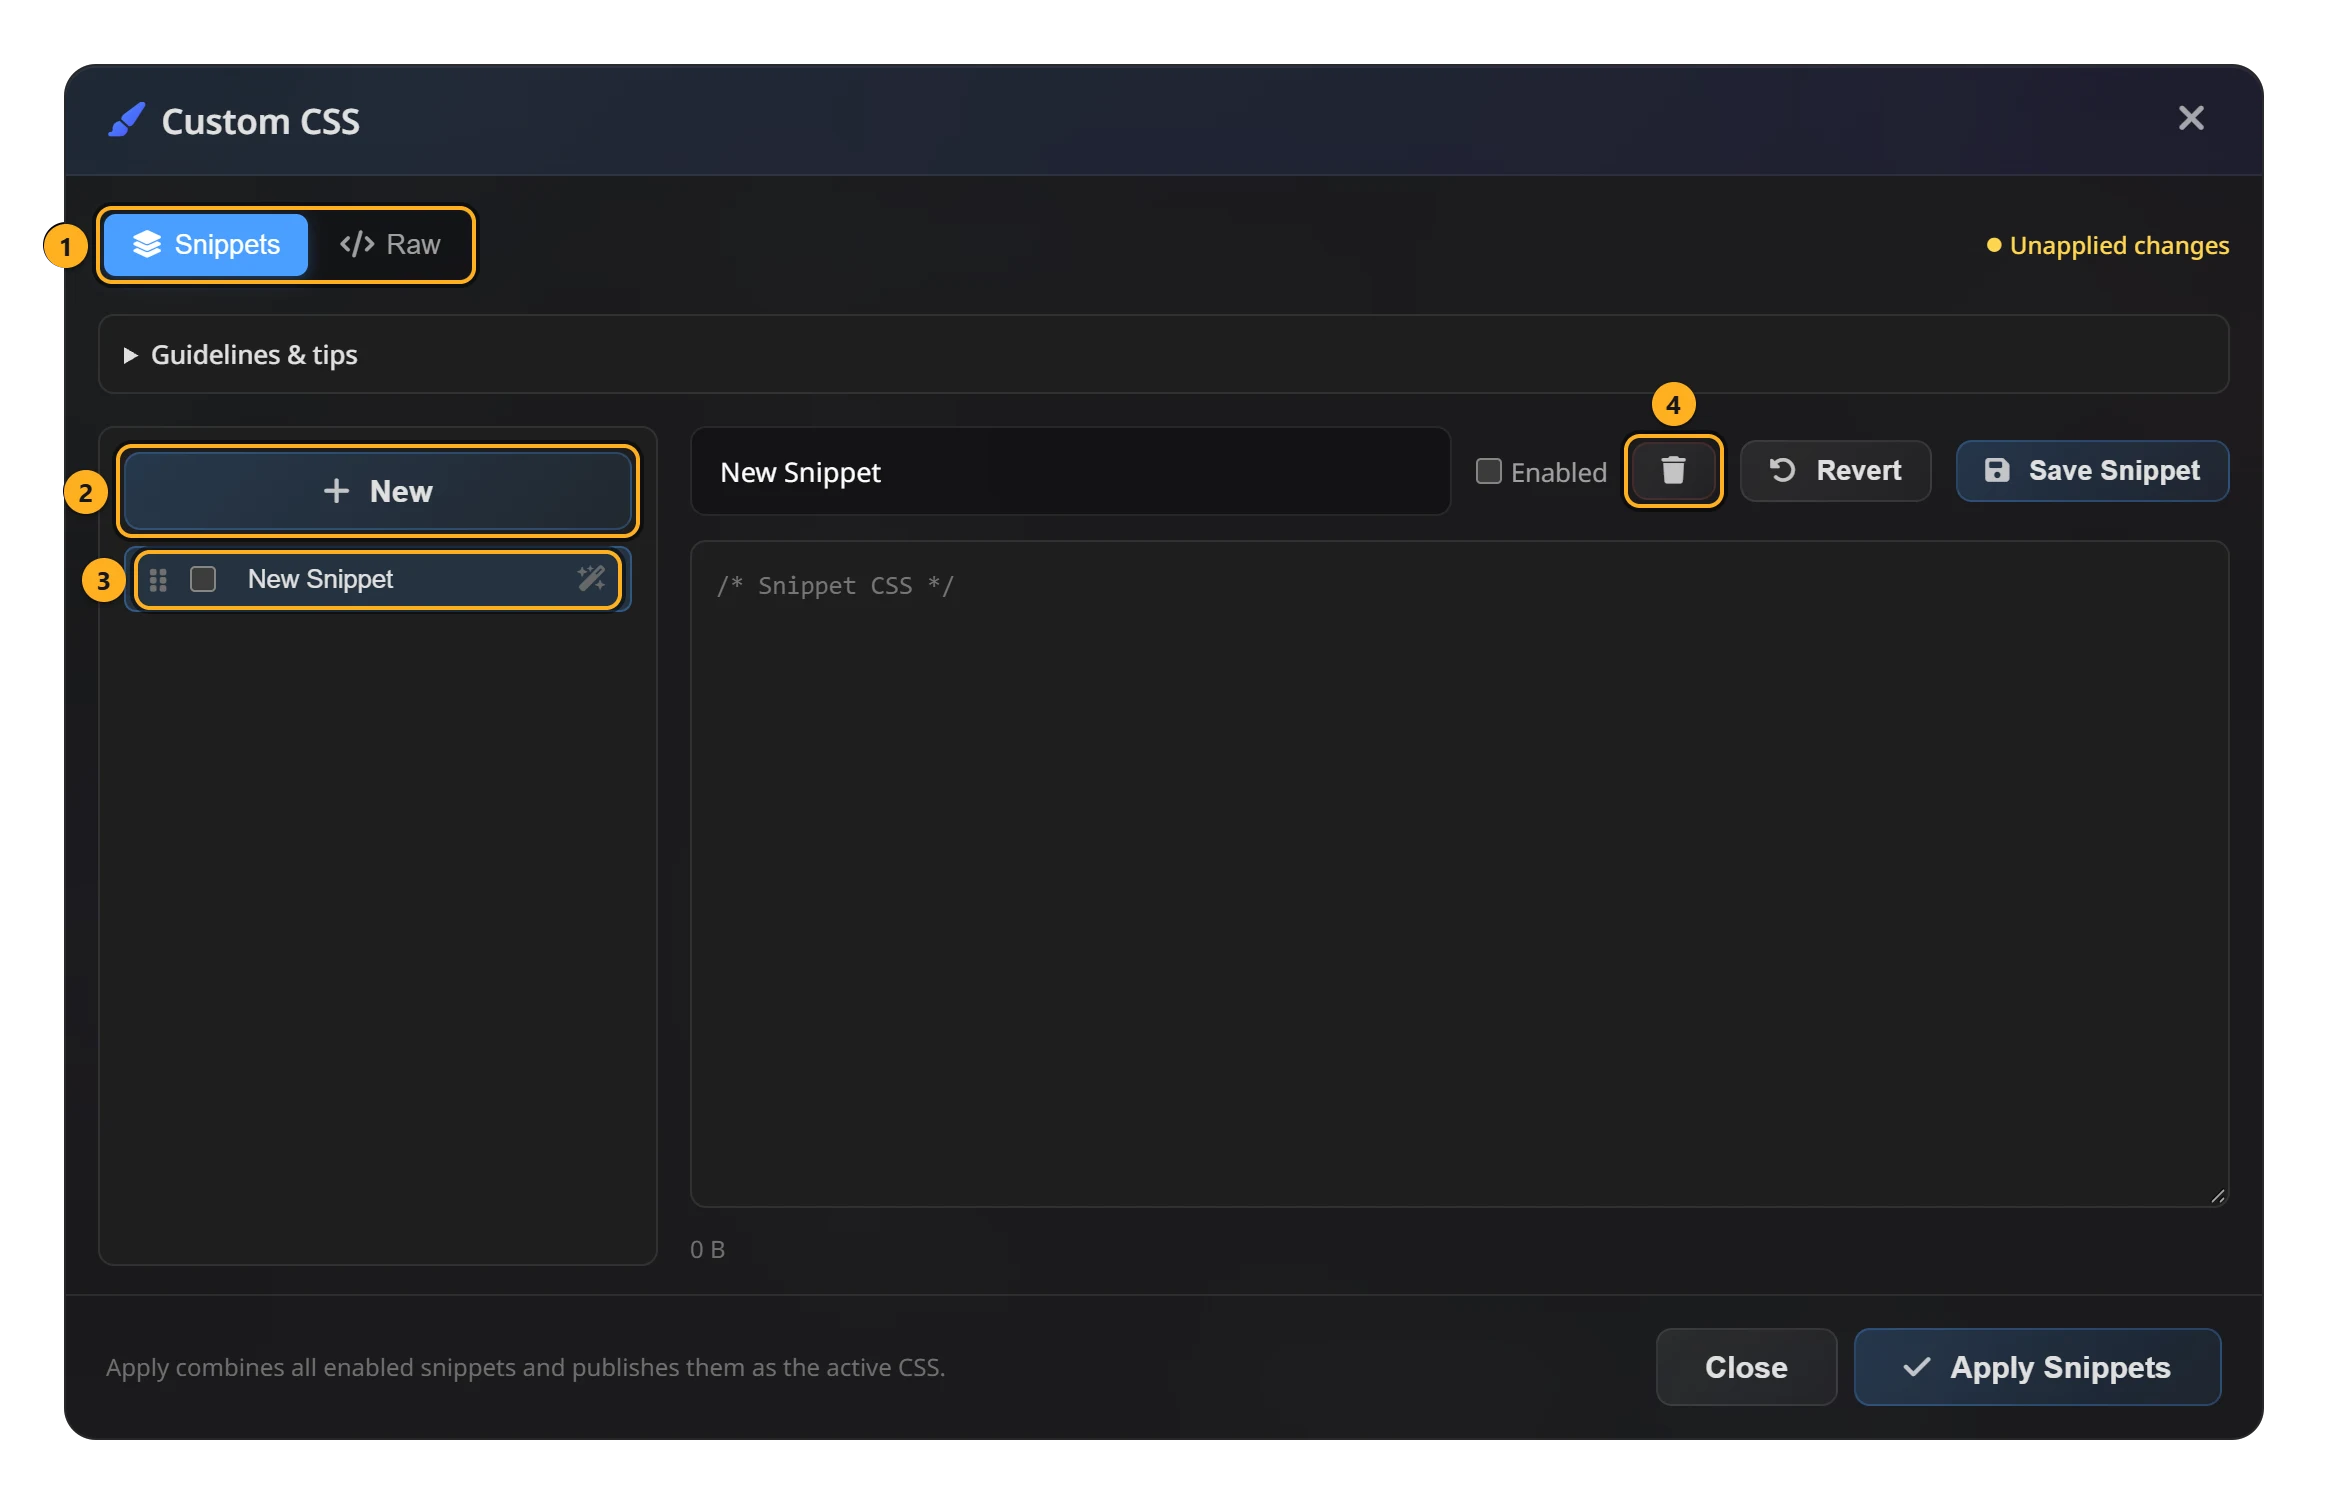 Custom CSS
1
Snippets
Raw
Unapplied changes
Guidelines & tips
4
2
New
New Snippet
Enabled
Revert
Save Snippet
3
New Snippet
/* Snippet CSS */
0 B
Apply combines all enabled snippets and publishes them as the active CSS.
Close
Apply Snippets